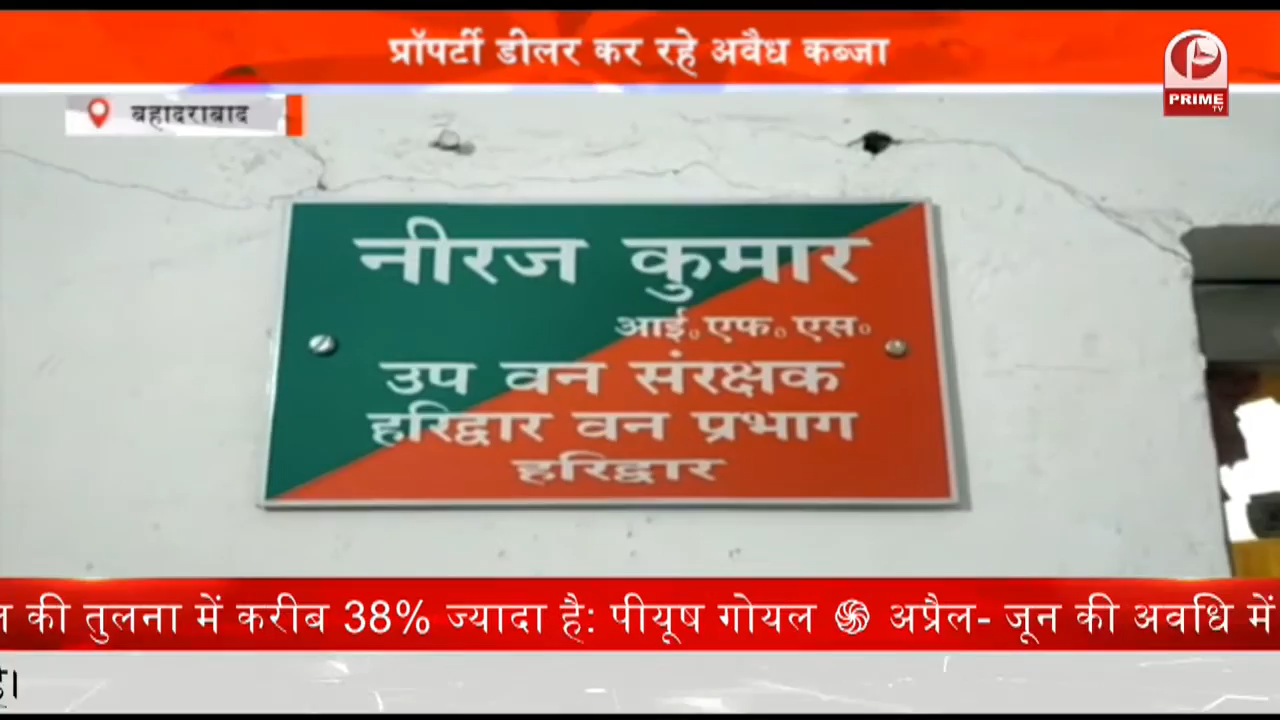 प्रॉपर्टी डीलर कर रहे अवैध कब्जा
PRIME
TV
बहादराबाद
नीरज कुमार
आई॰एफ॰एस॰
उप वन संरक्षक
हरिद्वार वन प्रभाग
हरिद्वार
की तुलना में करीब 38% ज्यादा है: पीयूष गोयल अप्रैल- जून की अवधि में
है।